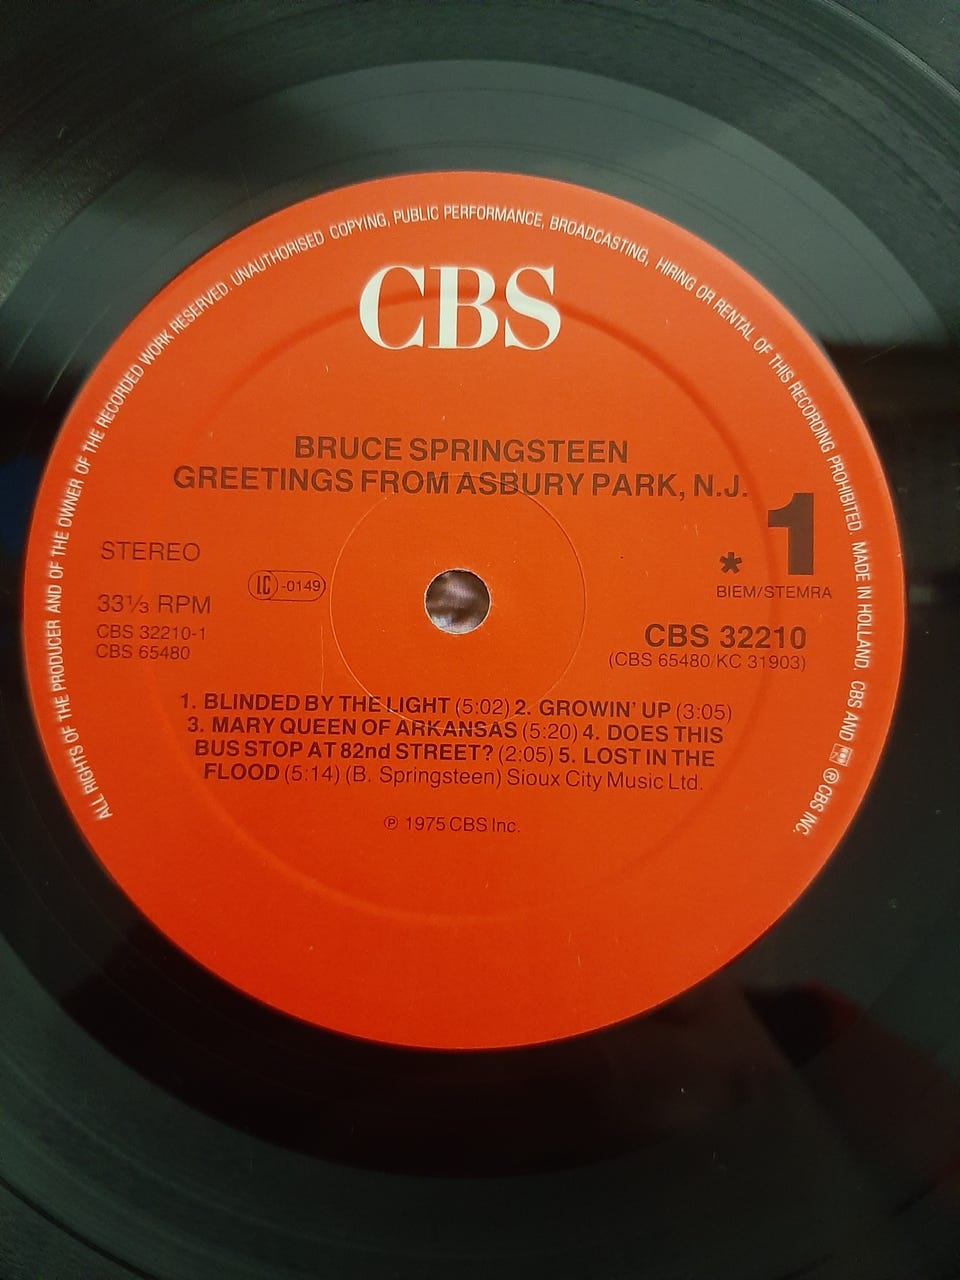 ALL RIGHTS OF THE PRODUCER AND OF THE OWNER OF THE RECORDED WORK RESERVED. UNAUTHORISED COPYING, PUBLIC PERFORMANCE, BROADCASTING, HIRING OR RENTAL OF THIS RECORDING PROHIBITED. MADE IN HOLLAND. CBS AND ® CBS INC.
CBS
BRUCE SPRINGSTEEN
GREETINGS FROM ASBURY PARK, N.J.
STEREO
* 1
LC -0149
BIEM/STEMRA
33⅓ RPM
CBS 32210-1
CBS 65480
CBS 32210
(CBS 65480/KC 31903)
1. BLINDED BY THE LIGHT (5:02) 2. GROWIN' UP (3:05)
3. MARY QUEEN OF ARKANSAS (5:20) 4. DOES THIS
BUS STOP AT 82nd STREET? (2:05) 5. LOST IN THE
FLOOD (5:14) (B. Springsteen) Sioux City Music Ltd.
℗ 1975 CBS Inc.